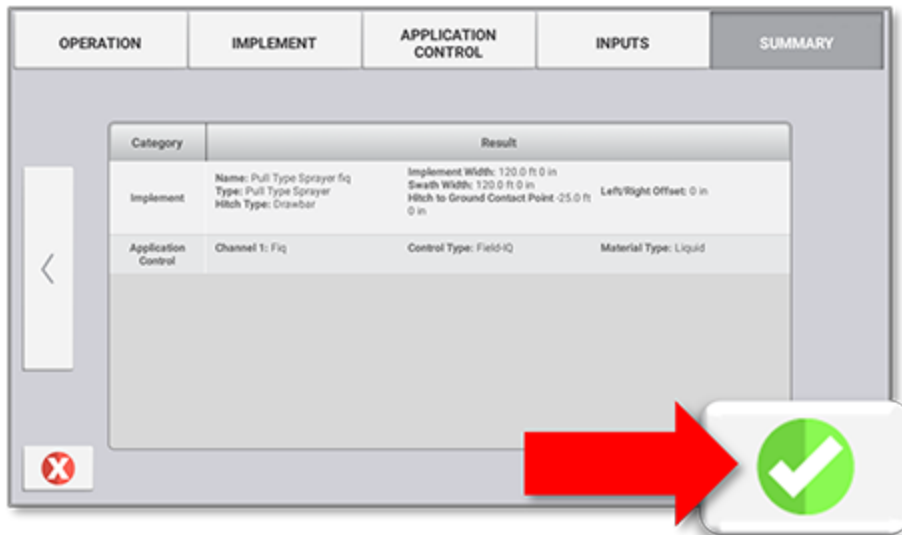 OPERATION
IMPLEMENT
APPLICATION
CONTROL
INPUTS
SUMMARY
Category
Result
Implement
Name: Pull Type Sprayer fiq
Type: Pull Type Sprayer
Hitch Type: Drawbar
Implement Width: 120.0 ft 0 in
Swath Width: 120.0 ft 0 in
Hitch to Ground Contact Point -25.0 ft
0 in
Left/Right Offset: 0 in
Application
Control
Channel 1: Fiq
Control Type: Field-IQ
Material Type: Liquid